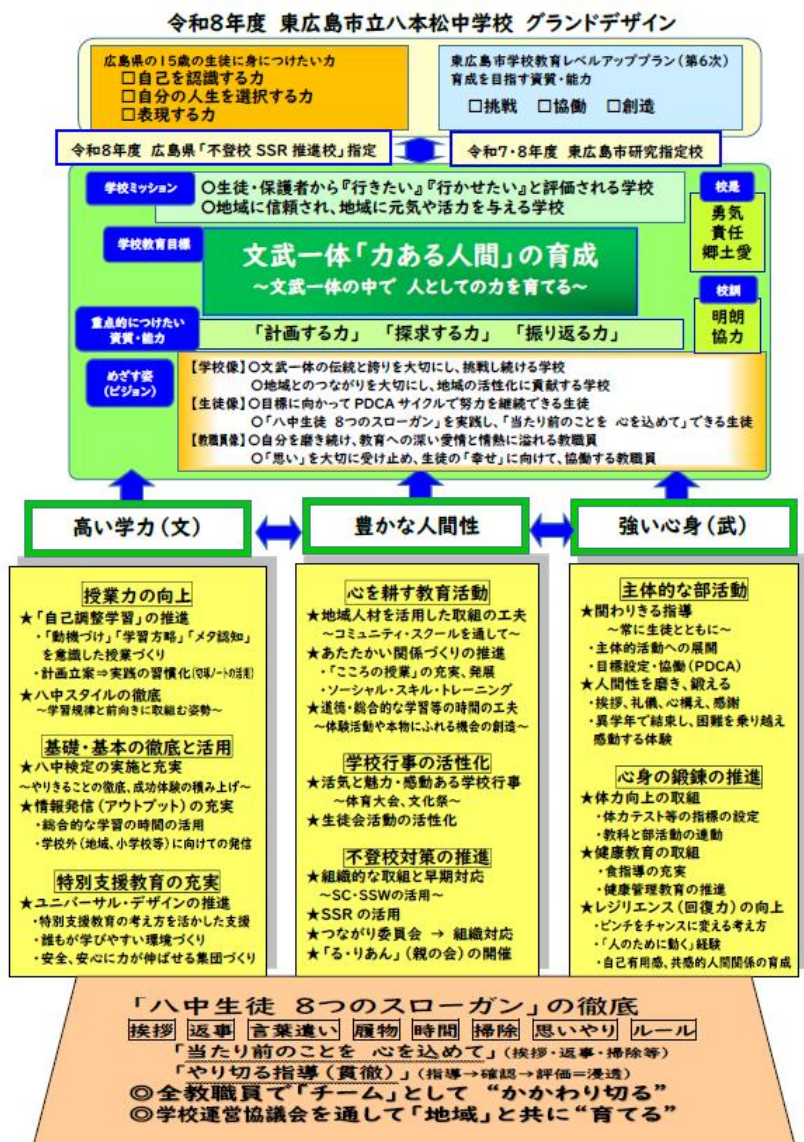 令和8年度 東広島市立八本松中学校 グランドデザイン
広島県の15歳の生徒に身につけたい力
□自己を認識する力
□自分の人生を選択する力
□表現する力
東広島市学校教育レベルアッププラン(第6次)
育成を目指す資質・能力
□挑戦 □協働 □創造
令和8年度 広島県「不登校 SSR 推進校」指定
令和7・8年度 東広島市研究指定校
学校ミッション
○生徒・保護者から『行きたい』『行かせたい』と評価される学校
○地域に信頼され、地域に元気や活力を与える学校
校是
勇気
責任
郷土愛
学校教育目標
文武一体「力ある人間」の育成
~文武一体の中で 人としての力を育てる~
校訓
明朗
協力
重点的につけたい
資質・能力
「計画する力」 「探求する力」 「振り返る力」
めざす姿
(ビジョン)
【学校像】○文武一体の伝統と誇りを大切にし、挑戦し続ける学校
○地域とのつながりを大切にし、地域の活性化に貢献する学校
【生徒像】○目標に向かって PDCA サイクルで努力を継続できる生徒
○「八中生徒 8つのスローガン」を実践し、「当たり前のことを 心を込めて」できる生徒
【教職員像】○自分を磨き続け、教育への深い愛情と情熱に溢れる教職員
○「思い」を大切に受け止め、生徒の「幸せ」に向けて、協働する教職員
高い学力(文)
授業力の向上
★「自己調整学習」の推進
・「動機づけ」「学習方略」「メタ認知」
を意識した授業づくり
・計画立案⇒実践の習慣化
★八中スタイルの徹底
~学習規律と前向きに取組む姿勢~
基礎・基本の徹底と活用
★八中検定の実施と充実
~やりきることの徹底、成功体験の積み上げ~
★情報発信(アウトプット)の充実
・総合的な学習の時間の活用
・学校外(地域、小学校等)に向けての発信
特別支援教育の充実
★ユニバーサル・デザインの推進
・特別支援教育の考え方を活かした支援
・誰もが学びやすい環境づくり
・安全、安心に力が伸ばせる集団づくり
豊かな人間性
心を耕す教育活動
★地域人材を活用した取組の工夫
~コミュニティ・スクールを通して~
★あたたかい関係づくりの推進
・「こころの授業」の充実、発展
・ソーシャル・スキル・トレーニング
★道徳・総合的な学習等の時間の工夫
~体験活動や本物にふれる機会の創造~
学校行事の活性化
★活気と魅力・感動ある学校行事
~体育大会、文化祭~
★生徒会活動の活性化
不登校対策の推進
★組織的な取組と早期対応
~SC・SSWの活用~
★SSR の活用
★つながり委員会 → 組織対応
★「る・りあん」(親の会)の開催
強い心身(武)
主体的な部活動
★関わりきる指導
~常に生徒とともに~
・主体的活動への展開
・目標設定・協働(PDCA)
★人間性を磨き、鍛える
・挨拶、礼儀、心構え、感謝
・異学年で結束し、困難を乗り越え
感動する体験
心身の鍛錬の推進
★体力向上の取組
・体力テスト等の指標の設定
・教科と部活動の連動
★健康教育の取組
・食指導の充実
・健康管理教育の推進
★レジリエンス(回復力)の向上
・ピンチをチャンスに変える考え方
・「人のために動く」経験
・自己有用感、共感的人間関係の育成
「八中生徒 8つのスローガン」の徹底
挨拶 返事 言葉遣い 履物 時間 掃除 思いやり ルール
「当たり前のことを 心を込めて」(挨拶・返事・掃除等)
「やり切る指導(貫徹)」(指導→確認→評価=浸透)
◎全教職員で「チーム」として “かかわり切る”
◎学校運営協議会を通して「地域」と共に“育てる”